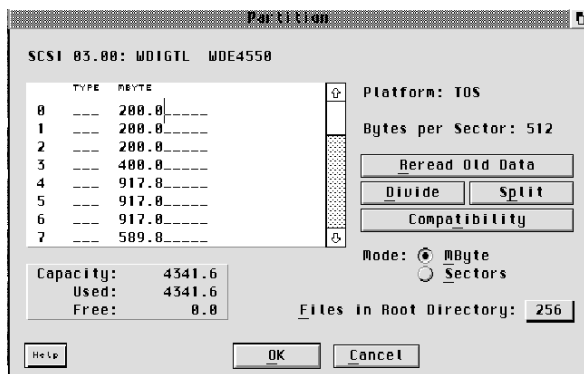 Partition
SCSI 03.00: WDIGTL WDE4550
TYPE MBYTE
0 ___ 200.0_____
1 ___ 200.0_____
2 ___ 200.0_____
3 ___ 400.0_____
4 ___ 917.8_____
5 ___ 917.0_____
6 ___ 917.0_____
7 ___ 589.8_____
Platform: TOS
Bytes per Sector: 512
Reread Old Data
Divide Split
Compatibility
Mode: MByte
Sectors
Capacity: 4341.6
Used: 4341.6
Free: 0.0
Files in Root Directory: 256
Help OK Cancel